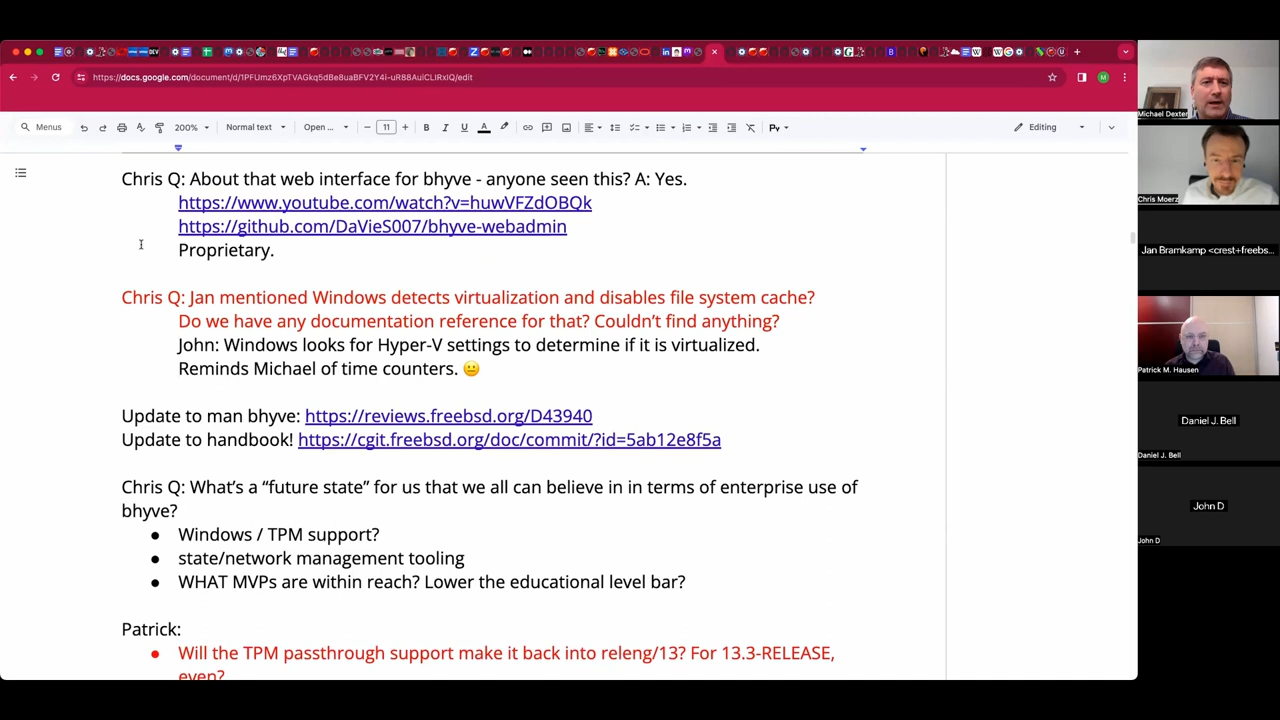 https://docs.google.com/document/d/1PFUmz6XpTVAGkq5dBe8uaBFV2Y4i-uR88AuiCLlRxIQ/edit
Menus
200%
Normal text
Open ...
11
Editing
Chris Q: About that web interface for bhyve - anyone seen this? A: Yes.
https://www.youtube.com/watch?v=huwVFZdOBQk
https://github.com/DaVieS007/bhyve-webadmin
Proprietary.
Chris Q: Jan mentioned Windows detects virtualization and disables file system cache?
Do we have any documentation reference for that? Couldn't find anything?
John: Windows looks for Hyper-V settings to determine if it is virtualized.
Reminds Michael of time counters. 😐
Update to man bhyve: https://reviews.freebsd.org/D43940
Update to handbook! https://cgit.freebsd.org/doc/commit/?id=5ab12e8f5a
Chris Q: What's a “future state” for us that we all can believe in in terms of enterprise use of
bhyve?
● Windows / TPM support?
● state/network management tooling
● WHAT MVPs are within reach? Lower the educational level bar?
Patrick:
● Will the TPM passthrough support make it back into releng/13? For 13.3-RELEASE,
even?
Michael Dexter
Chris Moerz
Jan Bramkamp <crest+freebs...
Patrick M. Hausen
Daniel J. Bell
Daniel J. Bell
John D
John D